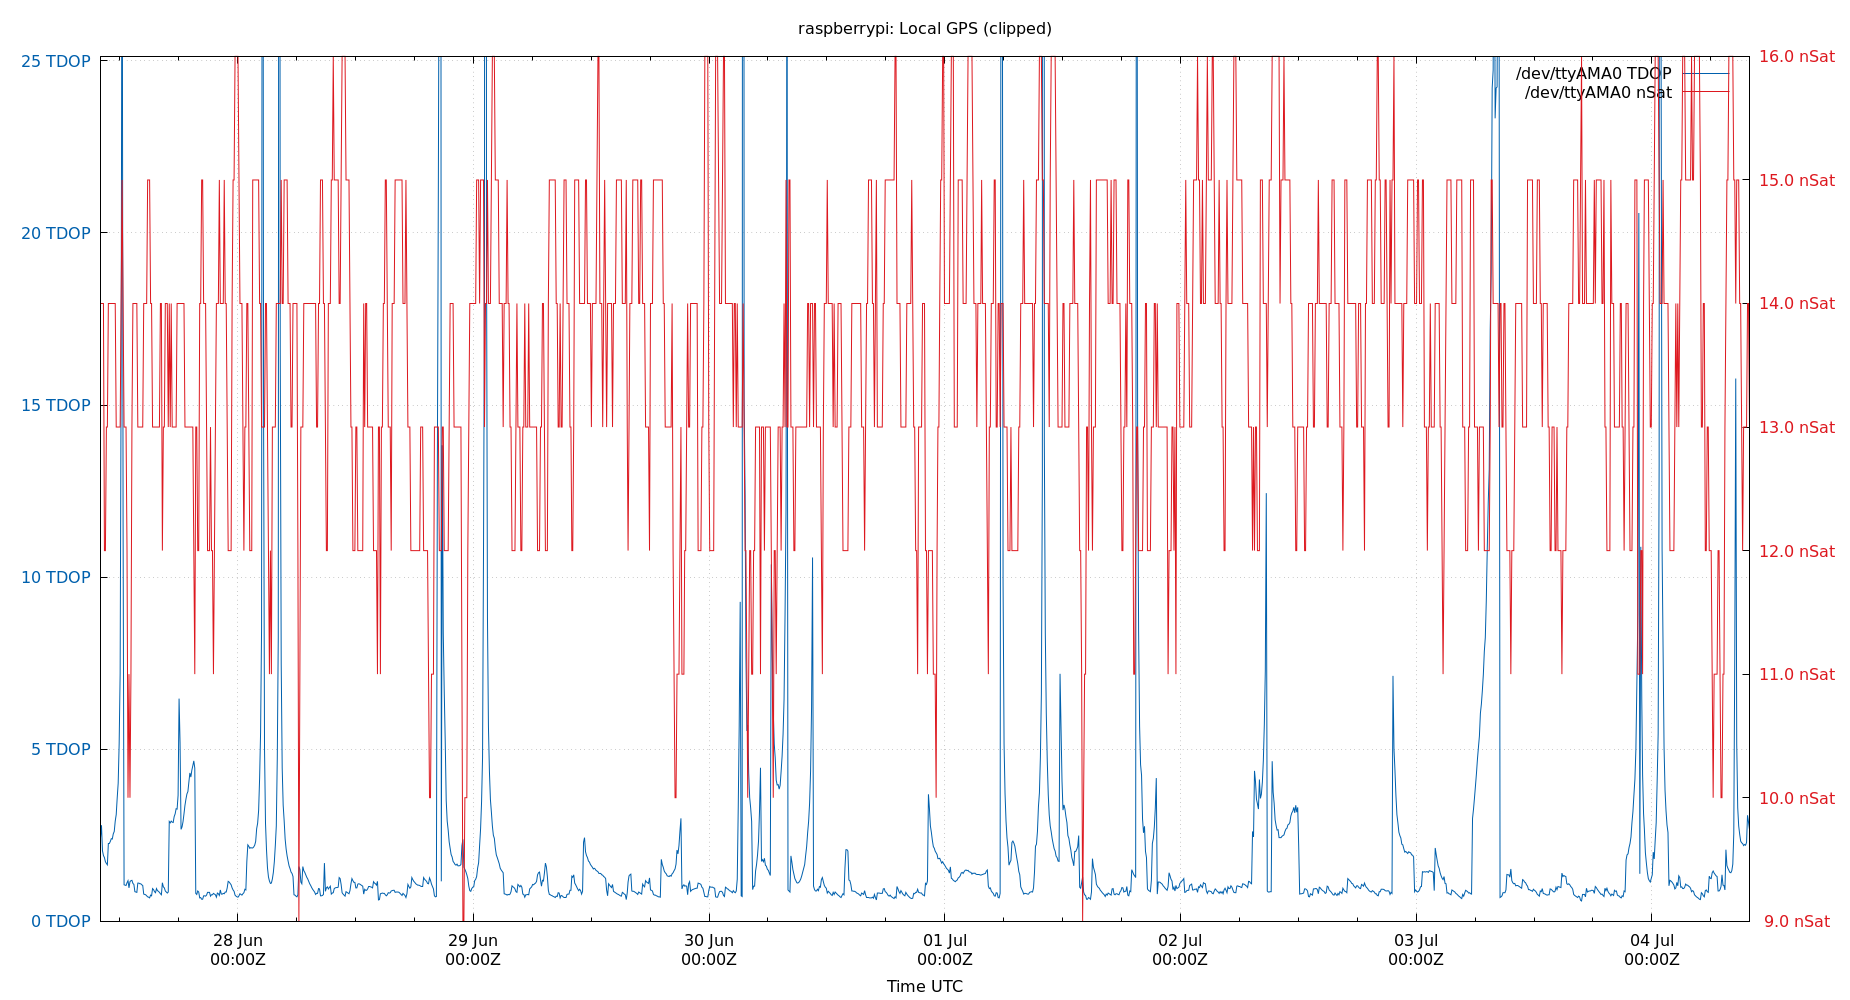 raspberrypi: Local GPS (clipped)
25 TDOP
20 TDOP
15 TDOP
10 TDOP
5 TDOP
0 TDOP
16.0 nSat
15.0 nSat
14.0 nSat
13.0 nSat
12.0 nSat
11.0 nSat
10.0 nSat
9.0 nSat
/dev/ttyAMA0 TDOP
/dev/ttyAMA0 nSat
28 Jun
00:00Z
29 Jun
00:00Z
30 Jun
00:00Z
01 Jul
00:00Z
02 Jul
00:00Z
03 Jul
00:00Z
04 Jul
00:00Z
Time UTC